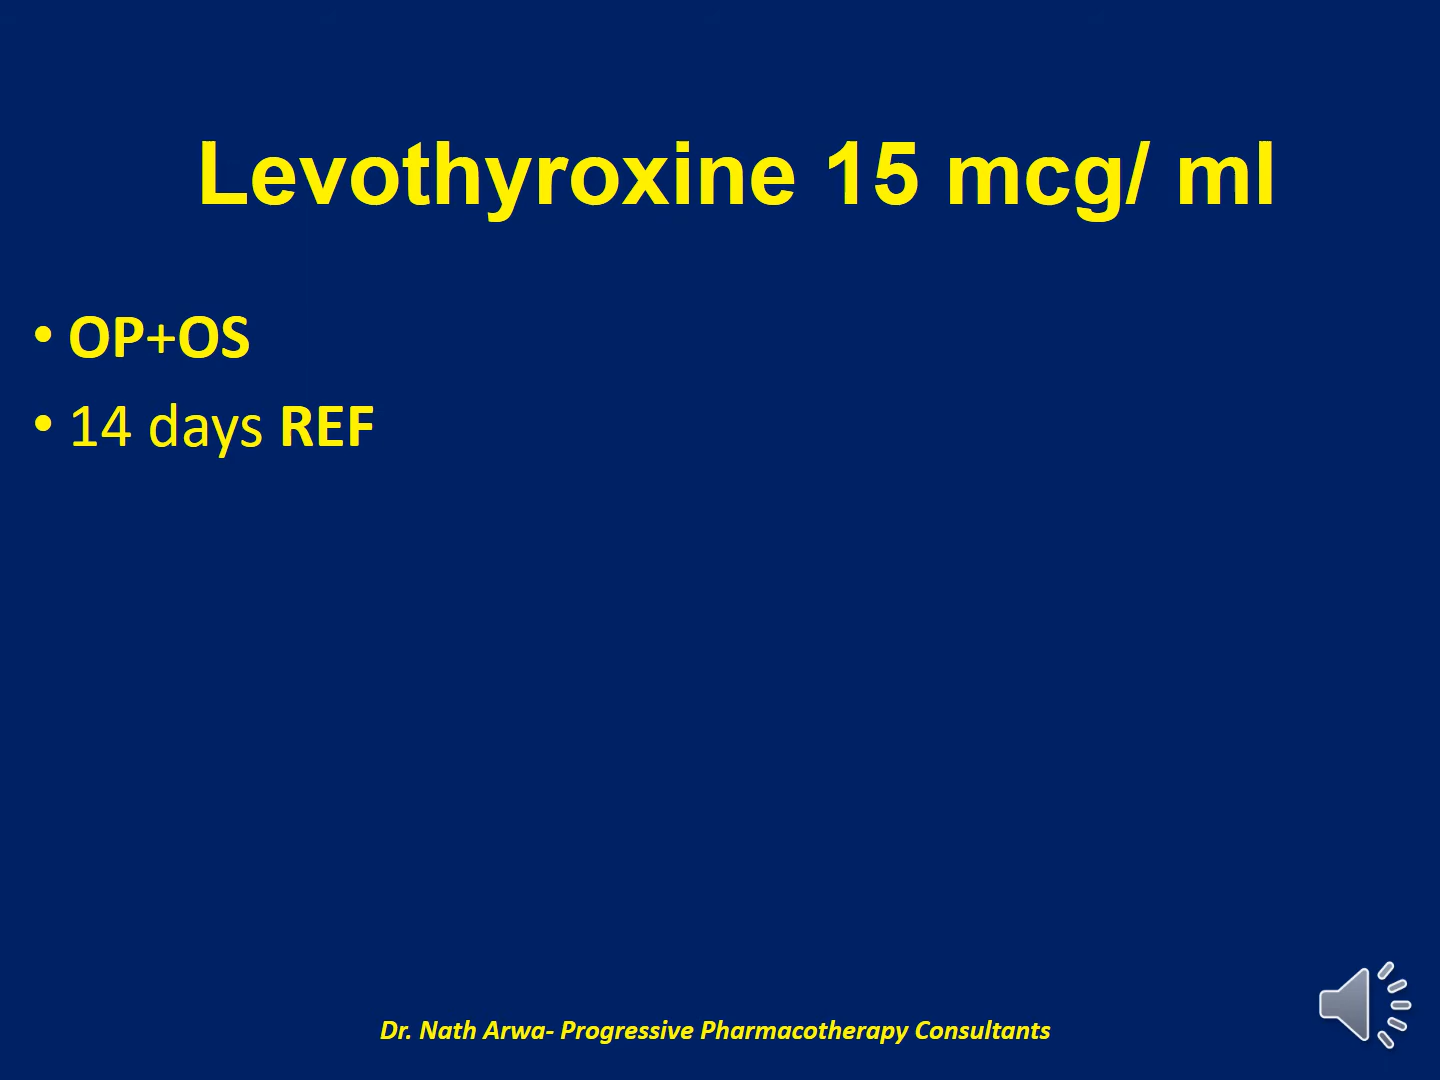 Levothyroxine 15 mcg/ ml
• OP+OS
• 14 days REF
Dr. Nath Arwa- Progressive Pharmacotherapy Consultants